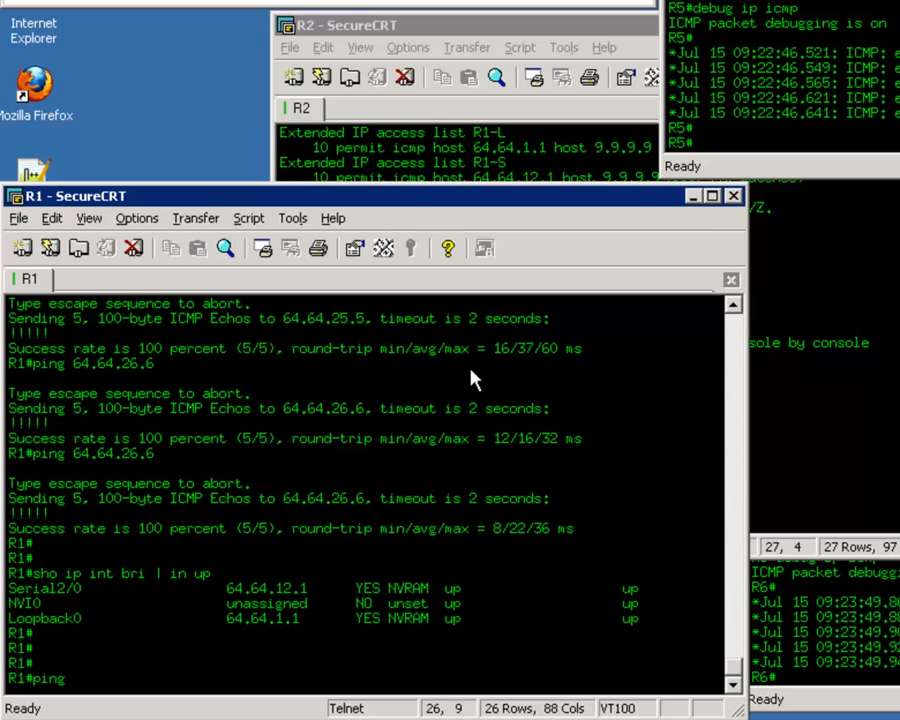 Internet
Explorer
Mozilla Firefox
R2 - SecureCRT
File Edit View Options Transfer Script Tools Help
R2
Extended IP access list R1-L
10 permit icmp host 64.64.1.1 host 9.9.9.9
Extended IP access list R1-S
10 permit icmp host 64.64.12.1 host 9.9.9.9
R5#debug ip icmp
ICMP packet debugging is on
R5#
*Jul 15 09:22:46.521: ICMP: e
*Jul 15 09:22:46.549: ICMP: e
*Jul 15 09:22:46.565: ICMP: e
*Jul 15 09:22:46.621: ICMP: e
*Jul 15 09:22:46.641: ICMP: e
R5#
R5#
Ready
/Z.
sole by console
27, 4 27 Rows, 97
R1 - SecureCRT
File Edit View Options Transfer Script Tools Help
R1
Type escape sequence to abort.
Sending 5, 100-byte ICMP Echos to 64.64.25.5, timeout is 2 seconds:
!!!!!
Success rate is 100 percent (5/5), round-trip min/avg/max = 16/37/60 ms
R1#ping 64.64.26.6
Type escape sequence to abort.
Sending 5, 100-byte ICMP Echos to 64.64.26.6, timeout is 2 seconds:
!!!!!
Success rate is 100 percent (5/5), round-trip min/avg/max = 12/16/32 ms
R1#ping 64.64.26.6
Type escape sequence to abort.
Sending 5, 100-byte ICMP Echos to 64.64.26.6, timeout is 2 seconds:
!!!!!
Success rate is 100 percent (5/5), round-trip min/avg/max = 8/22/36 ms
R1#
R1#
R1#sho ip int bri | in up
Serial2/0 64.64.12.1 YES NVRAM up up
NVI0 unassigned NO unset up up
Loopback0 64.64.1.1 YES NVRAM up up
R1#
R1#
R1#
R1#ping
Ready Telnet 26, 9 26 Rows, 88 Cols VT100
ICMP packet debuggi
R6#
*Jul 15 09:23:49.8
*Jul 15 09:23:49.8
*Jul 15 09:23:49.9
*Jul 15 09:23:49.9
*Jul 15 09:23:49.9
R6#
Ready